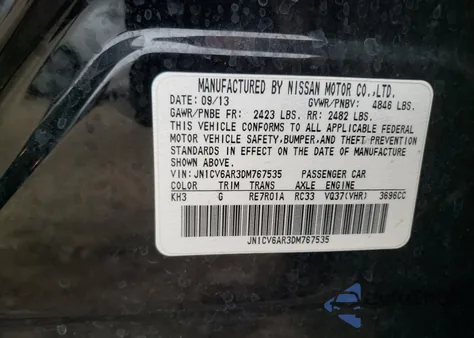 MANUFACTURED BY NISSAN MOTOR CO.,LTD.
DATE: 09/13 GVWR/PNBV: 4846 LBS.
GAWR/PNBE FR: 2423 LBS. RR: 2482 LBS.
THIS VEHICLE CONFORMS TO ALL APPLICABLE FEDERAL
MOTOR VEHICLE SAFETY,BUMPER,AND THEFT PREVENTION
STANDARDS IN EFFECT ON THE DATE OF MANUFACTURE
SHOWN ABOVE.
VIN: JN1CV6AR3DM767535 PASSENGER CAR
COLOR TRIM TRANS AXLE ENGINE
KH3 G RE7R01A RC33 VQ37(VHR) 3696CC
JN1CV6AR3DM767535